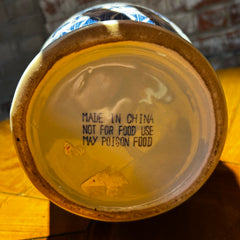 MADE IN CHINA
NOT FOR FOOD USE
MAY POISON FOOD